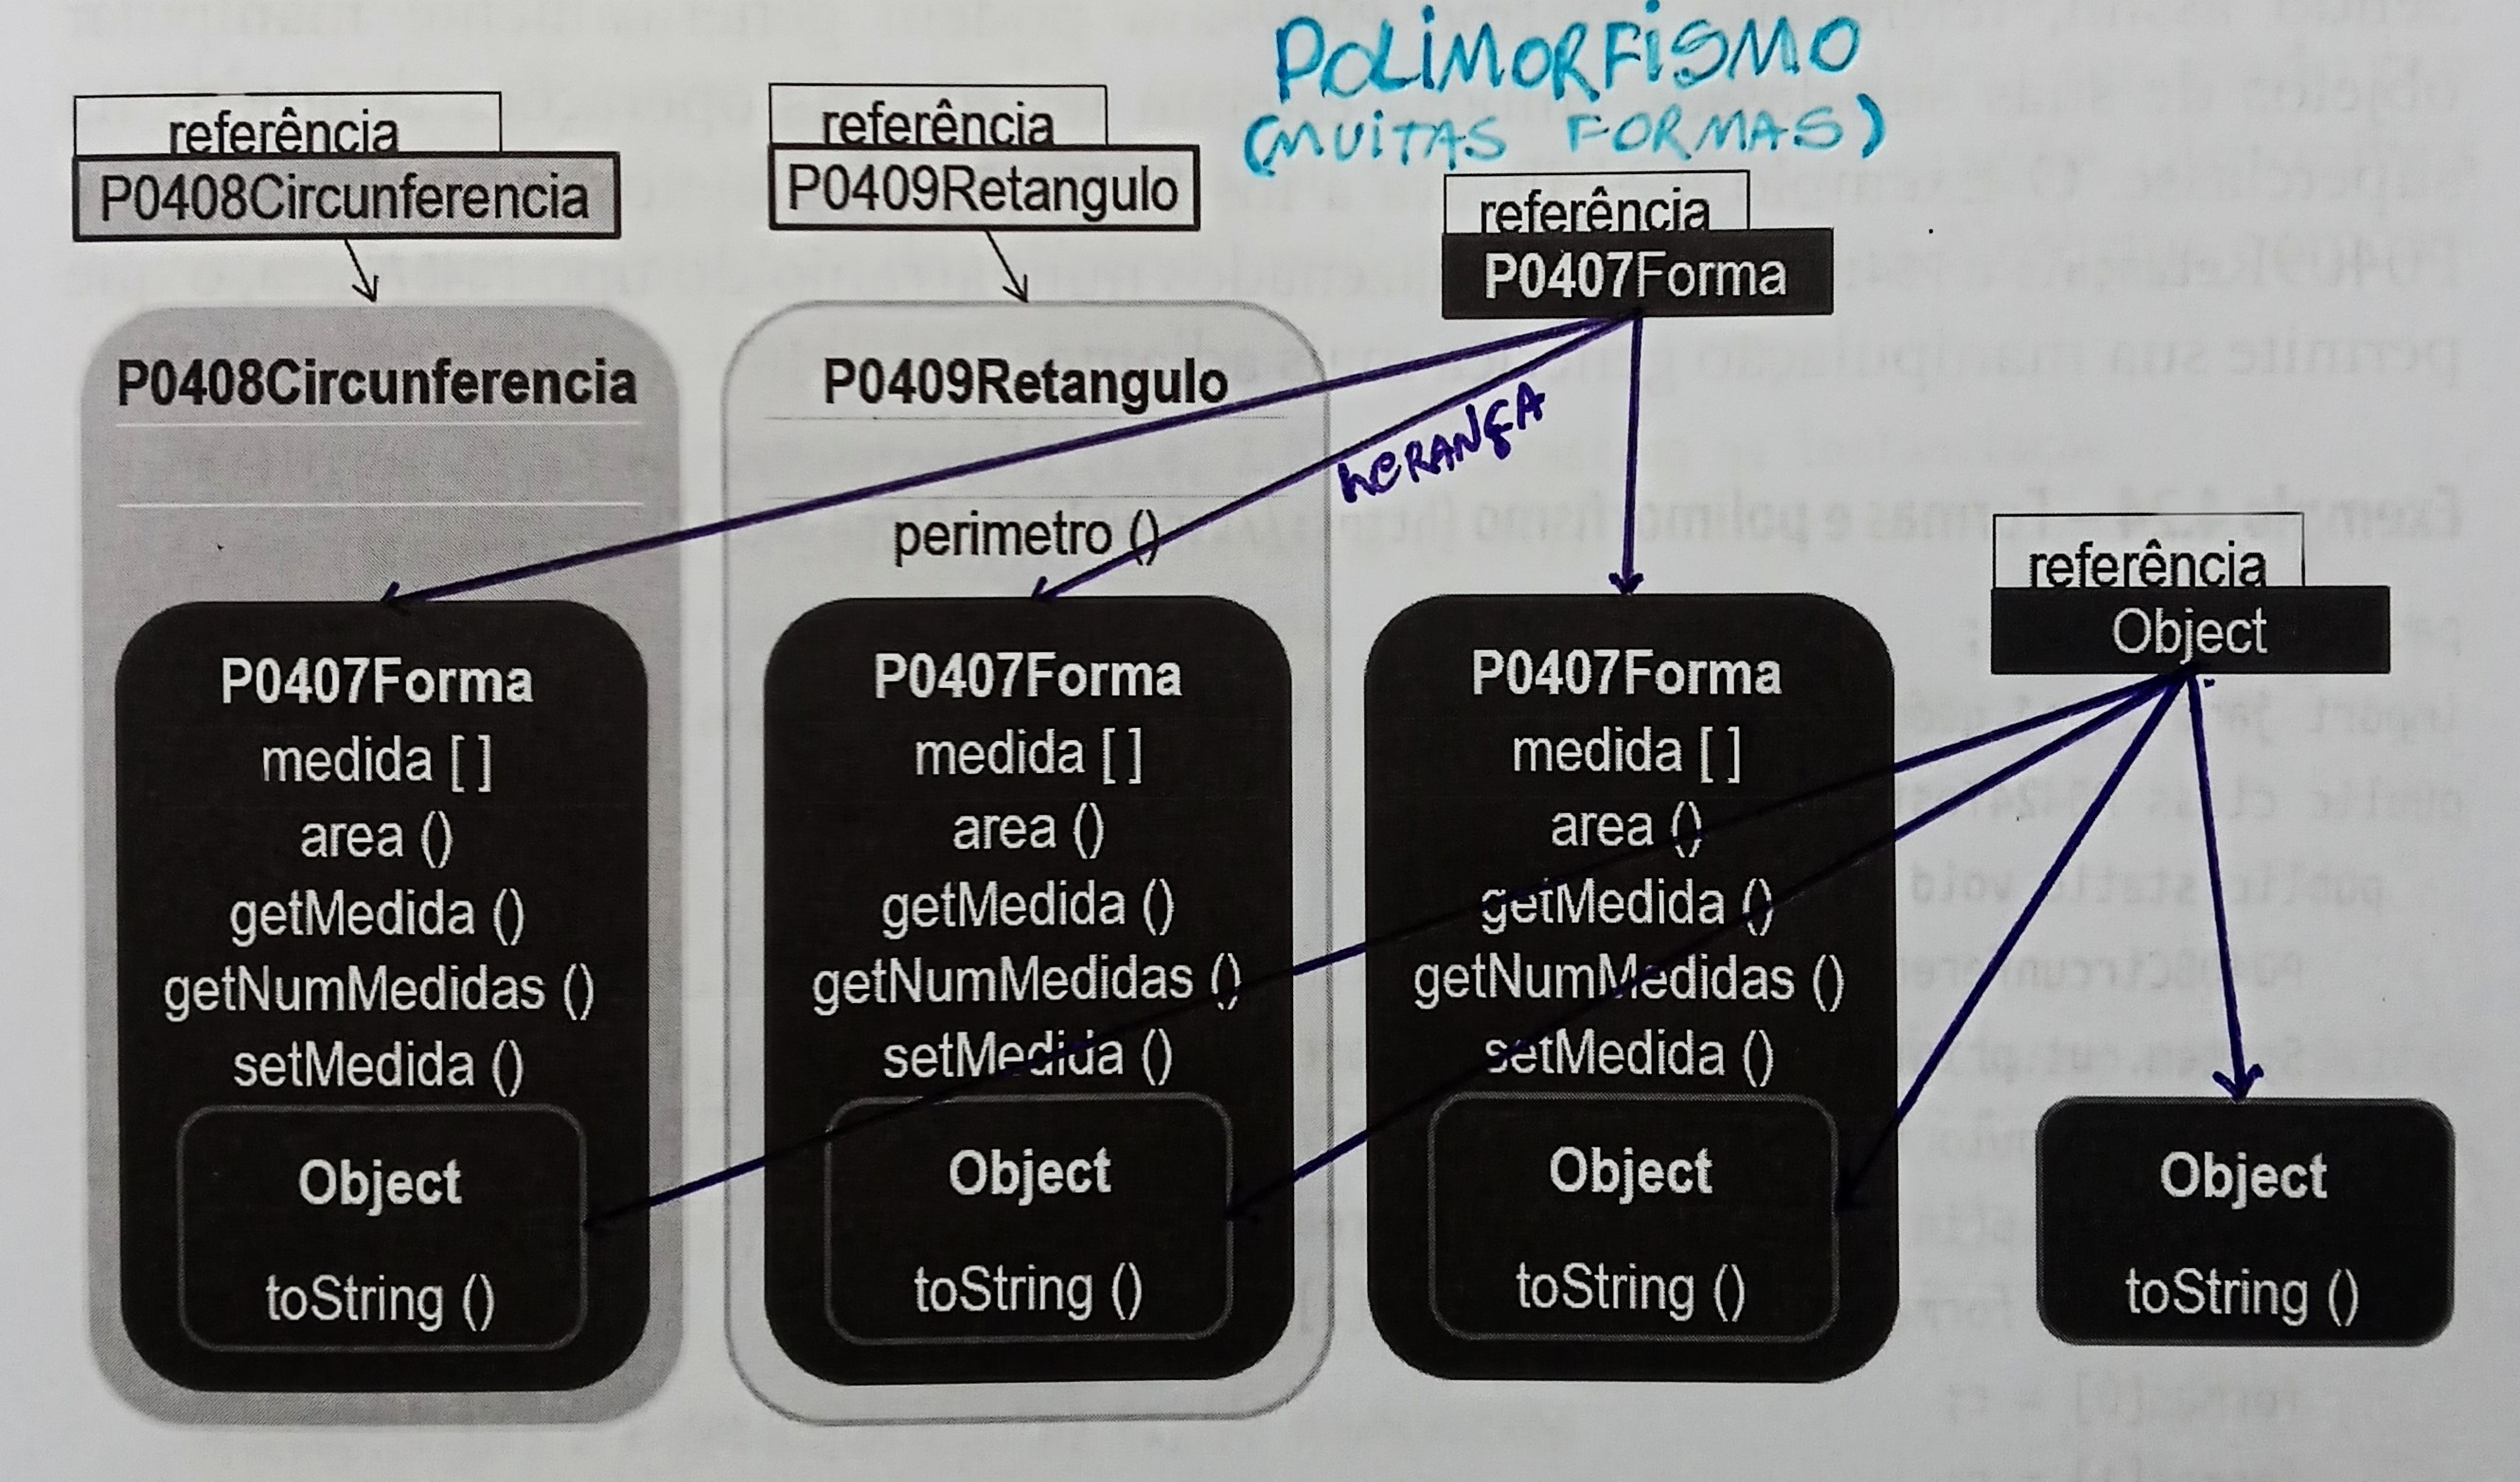 POLIMORFISMO
(MUITAS FORMAS)
referência
P0408Circunferencia
referência
P0409Retangulo
referência
P0407Forma
P0408Circunferencia
P0409Retangulo
perimetro ()
hERANÇA
referência
Object
P0407Forma
medida [ ]
area ()
getMedida ()
getNumMedidas ()
setMedida ()
Object
toString ()
P0407Forma
medida [ ]
area ()
getMedida ()
getNumMedidas ()
setMedida ()
Object
toString ()
P0407Forma
medida [ ]
area ()
getMedida ()
getNumMedidas ()
setMedida ()
Object
toString ()
Object
toString ()